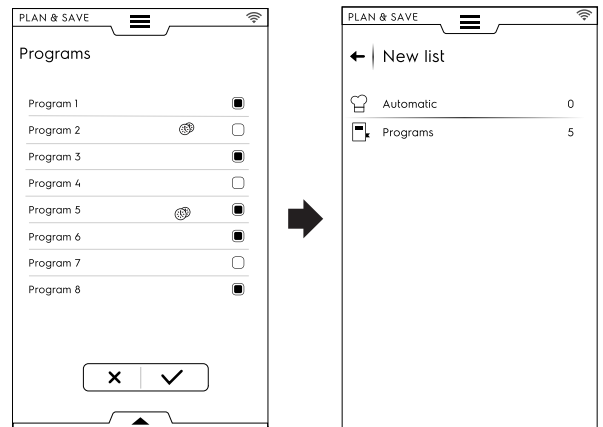 PLAN & SAVE
Programs
Program 1
Program 2
Program 3
Program 4
Program 5
Program 6
Program 7
Program 8
PLAN & SAVE
New list
Automatic 0
Programs 5